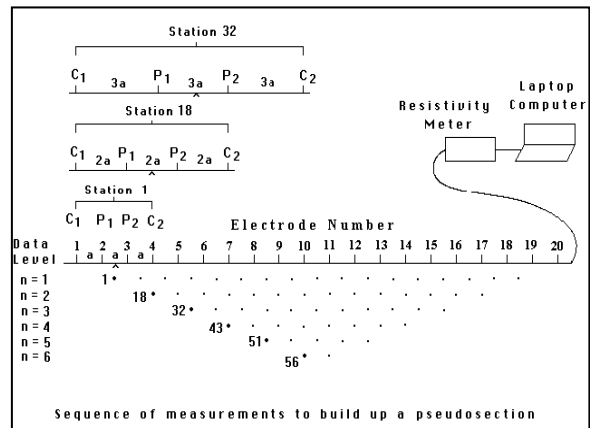 Station 32
C1 P1 P2 C2
3a 3a 3a
Station 18
C1 P1 P2 C2
2a 2a 2a
Station 1
C1 P1 P2 C2
Laptop
Computer
Resistivity
Meter
Electrode Number
Data
Level
1 2 3 4 5 6 7 8 9 10 11 12 13 14 15 16 17 18 19 20
a a a
n = 1 1
n = 2 18
n = 3 32
n = 4 43
n = 5 51
n = 6 56
Sequence of measurements to build up a pseudosection